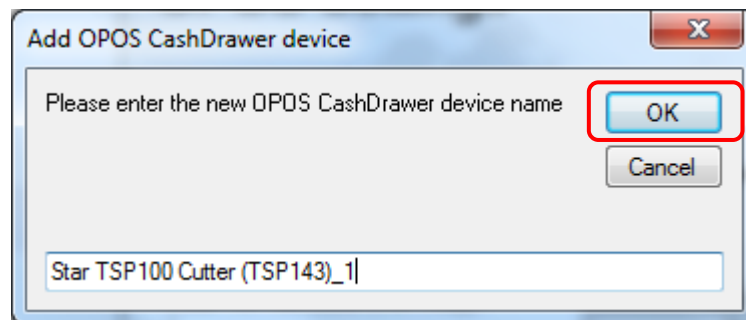 Add OPOS CashDrawer device
Please enter the new OPOS CashDrawer device name
OK
Cancel
Star TSP100 Cutter (TSP143)_1